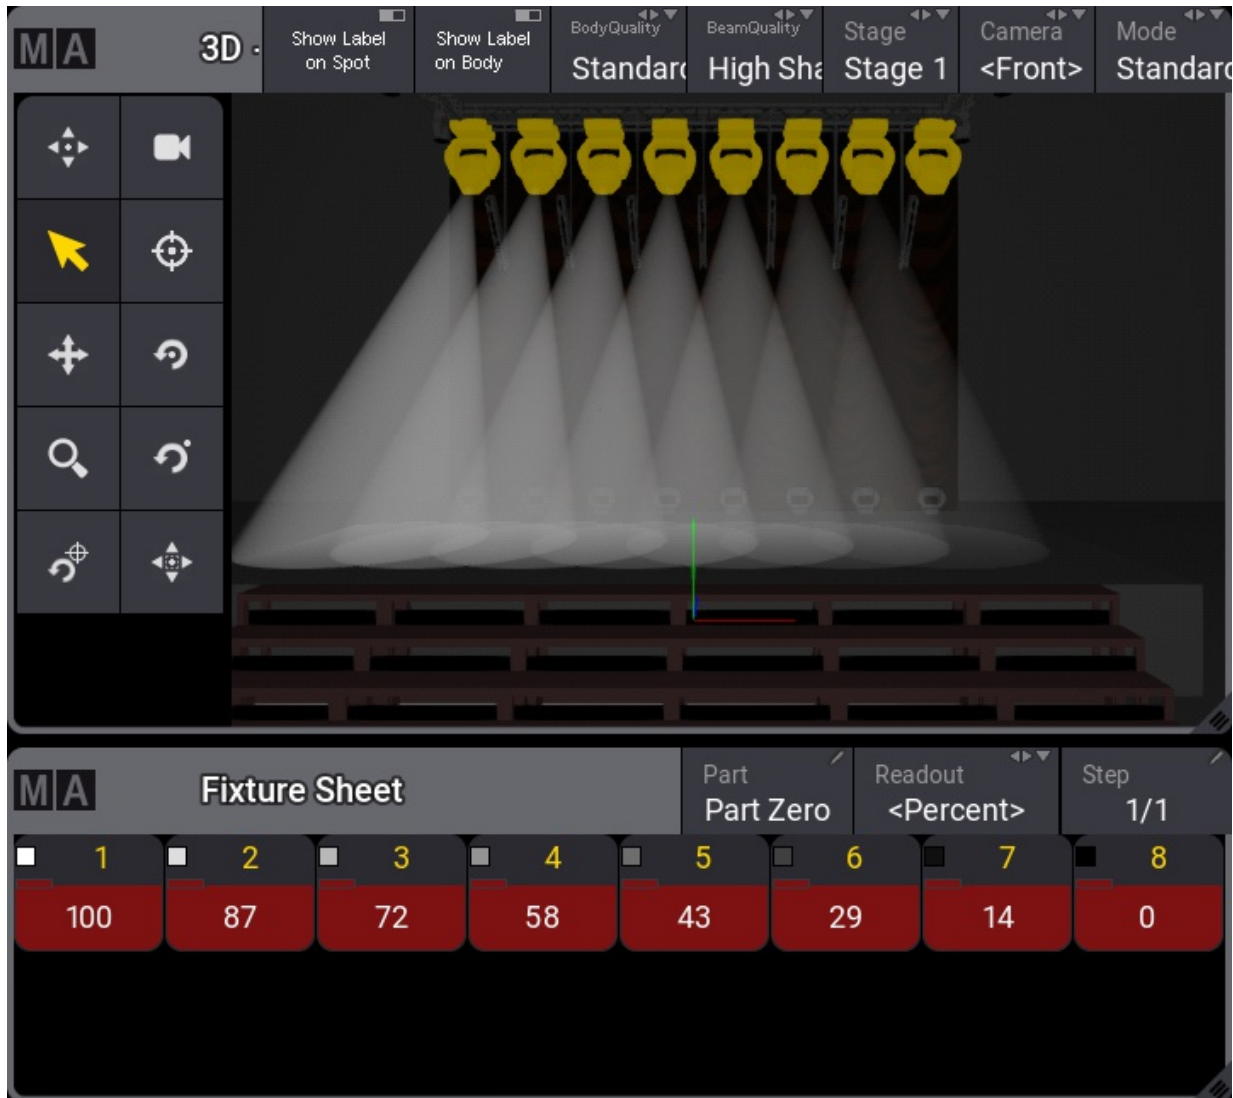 MA
3D -
Show Label
on Spot
Show Label
on Body
BodyQuality
Standard
BeamQuality
High Sha
Stage
Stage 1
Camera
<Front>
Mode
Standard
MA
Fixture Sheet
Part
Part Zero
Readout
<Percent>
Step
1/1
1 2 3 4 5 6 7 8
100 87 72 58 43 29 14 0